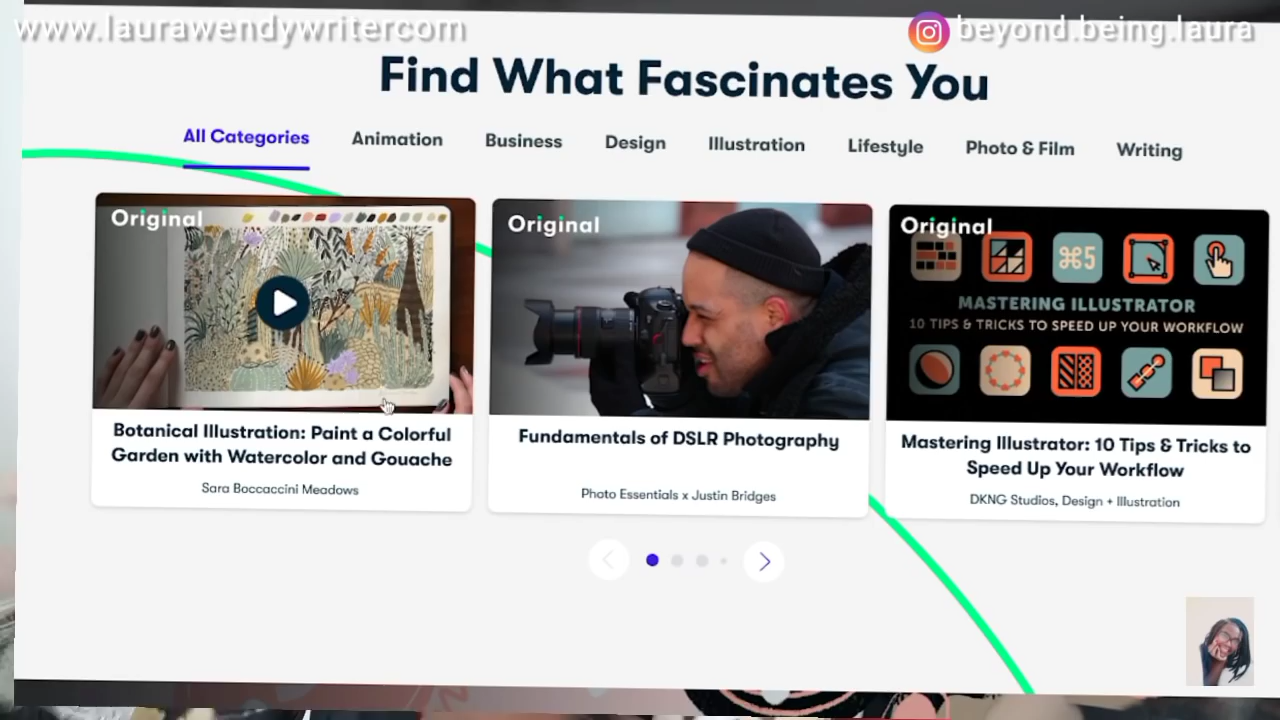 www.laurawendywritercom
beyond.being.laura
Find What Fascinates You
All Categories
Animation
Business
Design
Illustration
Lifestyle
Photo & Film
Writing
Original
Botanical Illustration: Paint a Colorful
Garden with Watercolor and Gouache
Sara Boccaccini Meadows
Original
Fundamentals of DSLR Photography
Photo Essentials x Justin Bridges
Original
⌘5
MASTERING ILLUSTRATOR
10 TIPS & TRICKS TO SPEED UP YOUR WORKFLOW
Mastering Illustrator: 10 Tips & Tricks to
Speed Up Your Workflow
DKNG Studios, Design + Illustration